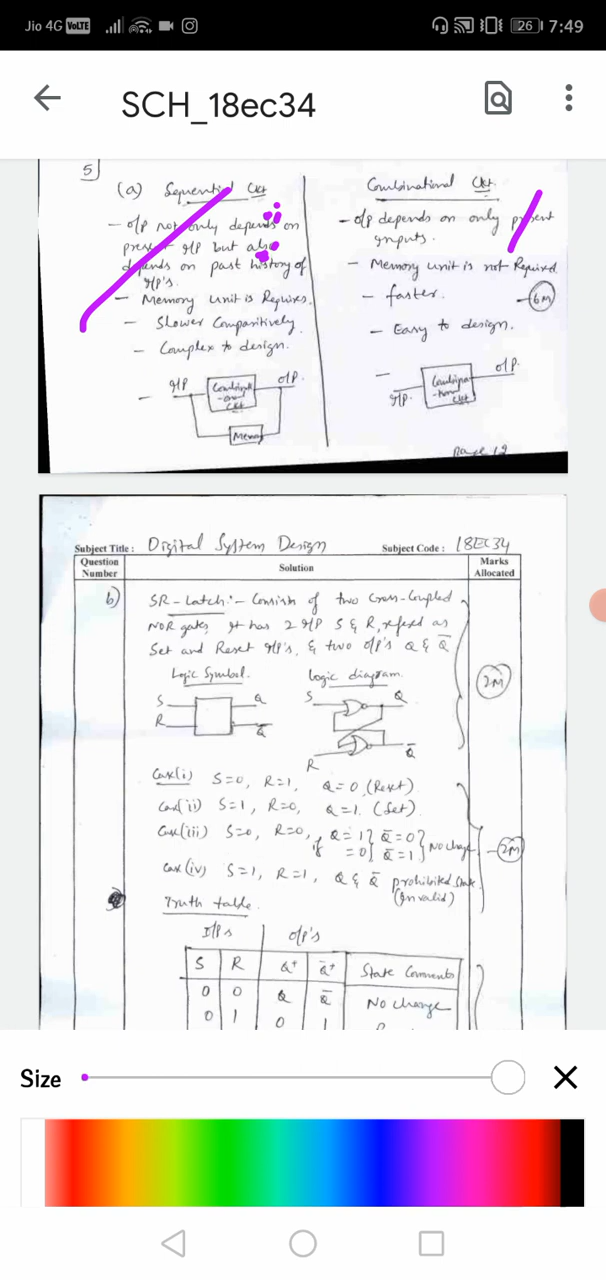 Jio 4G VoLTE 26 7:49
SCH_18ec34
5]
(a) Sequential Ckt
- o/p not only depends on
present I/P but also
depends on past history of
I/P's.
- Memory unit is Requires.
- Slower Comparitively.
- Complex to design.
- I/P Combinational Ckt O/P.
Memory
Combinational Ckt.
- o/p depends on only present
inputs.
- Memory unit is not Required
- faster.
6M
- Easy to design.
- I/P. Combina-tional Ckt O/P.
Page 12
Subject Title : Digital System Design Subject Code : 18EC34
Question Number Solution Marks Allocated
b) SR-Latch:- Consists of two Cross-Coupled
NOR gates, It has 2 I/P S & R, refered as
Set and Reset I/P's, & two o/p's Q & Q̅
2M
Logic Symbol. Logic diagram.
S Q S Q
R Q̅ Q̅
R
Case(i) S=0, R=1, Q=0 (Reset)
Case(ii) S=1, R=0, Q=1. (Set).
Case(iii) S=0, R=0, if Q=1} Q̅=0} No change
=0} Q̅=1}
2M
Case(iv) S=1, R=1, Q & Q̅ prohibited state.
(Invalid)
Truth table.
I/Ps O/P's
S R Q+ Q̅+ State Comments
0 0 Q Q̅ No change
0 1 0 1
Size